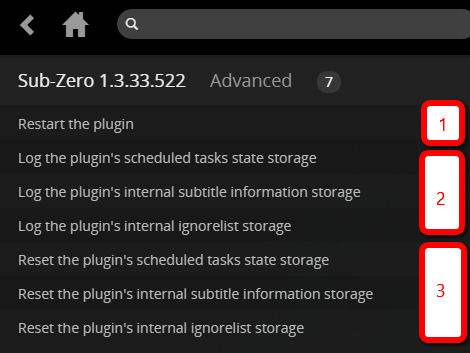 Sub-Zero 1.3.33.522 Advanced 7
Restart the plugin 1
Log the plugin's scheduled tasks state storage
Log the plugin's internal subtitle information storage 2
Log the plugin's internal ignorelist storage
Reset the plugin's scheduled tasks state storage
Reset the plugin's internal subtitle information storage 3
Reset the plugin's internal ignorelist storage